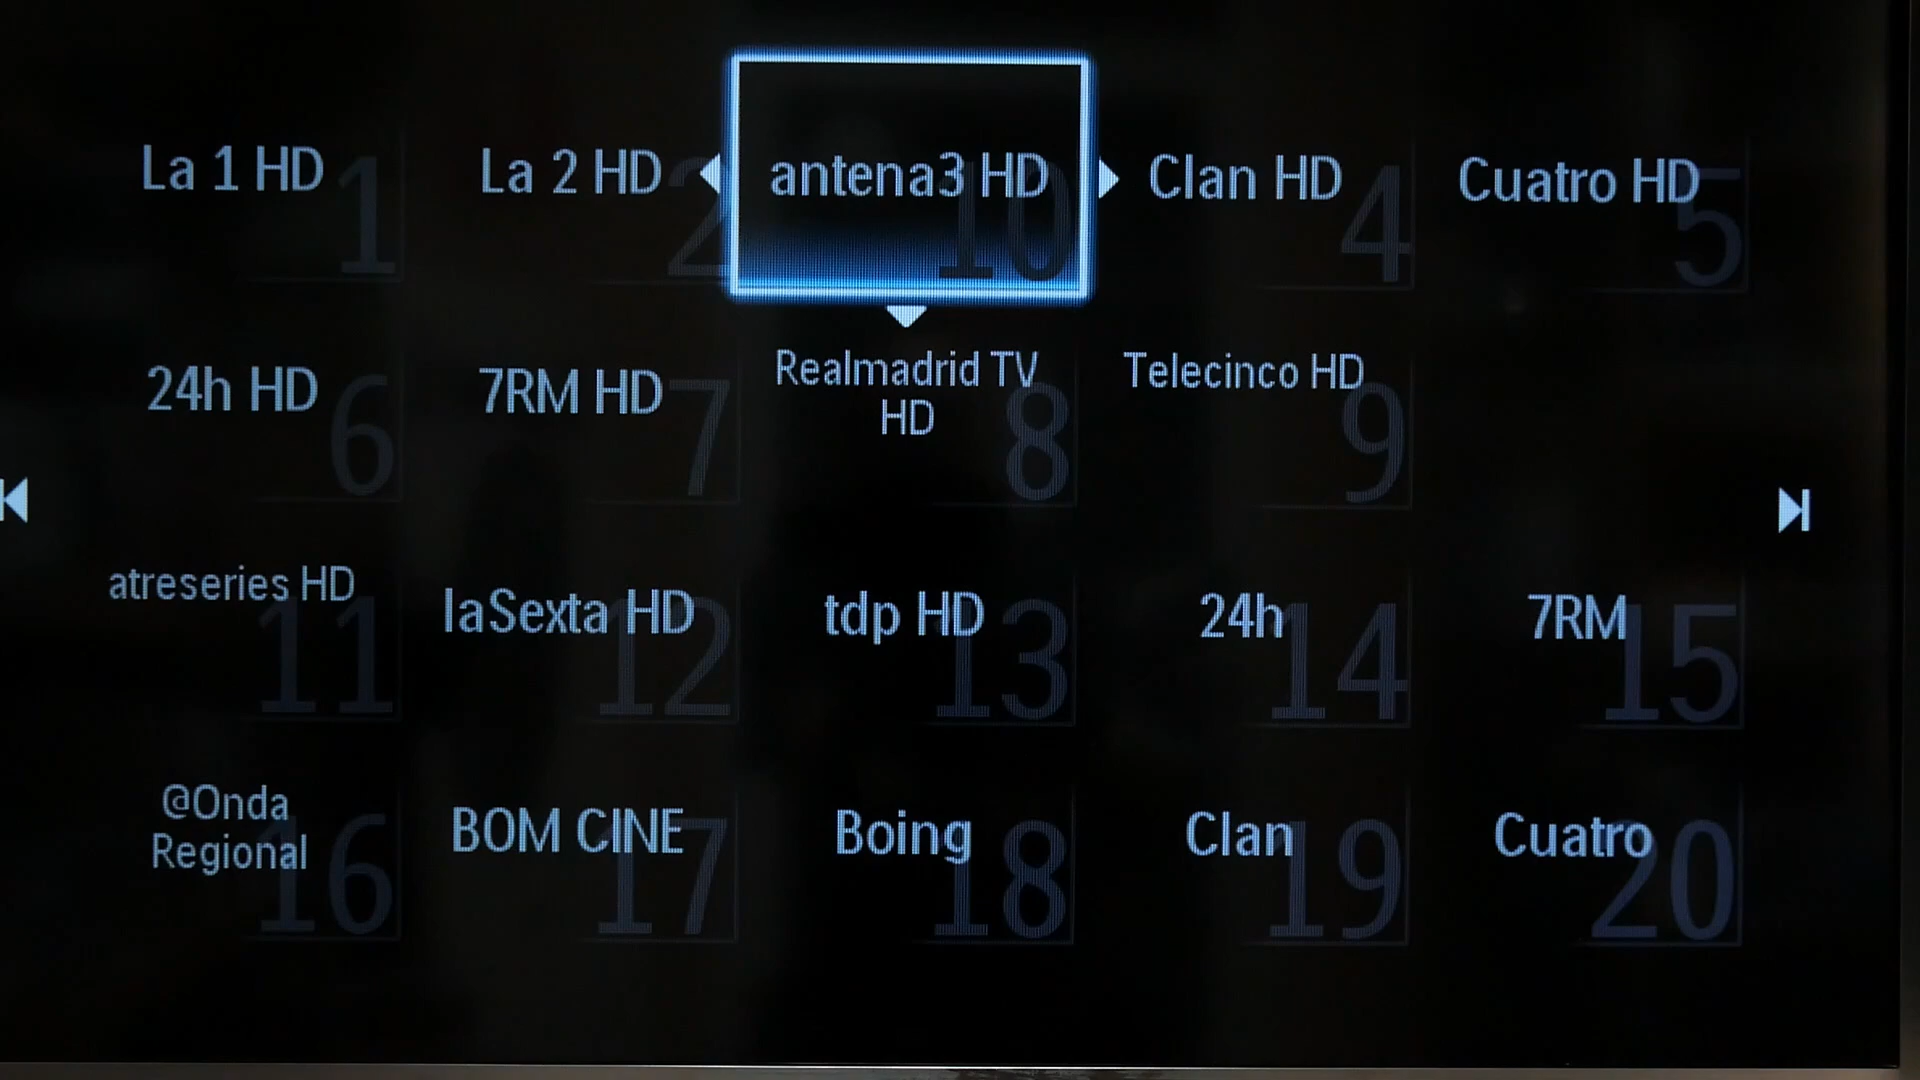 La 1 HD 1
La 2 HD 2
antena3 HD 10
Clan HD 4
Cuatro HD 5
24h HD 6
7RM HD 7
Realmadrid TV
HD 8
Telecinco HD 9
atreseries HD 11
laSexta HD 12
tdp HD 13
24h 14
7RM 15
@Onda
Regional 16
BOM CINE 17
Boing 18
Clan 19
Cuatro 20